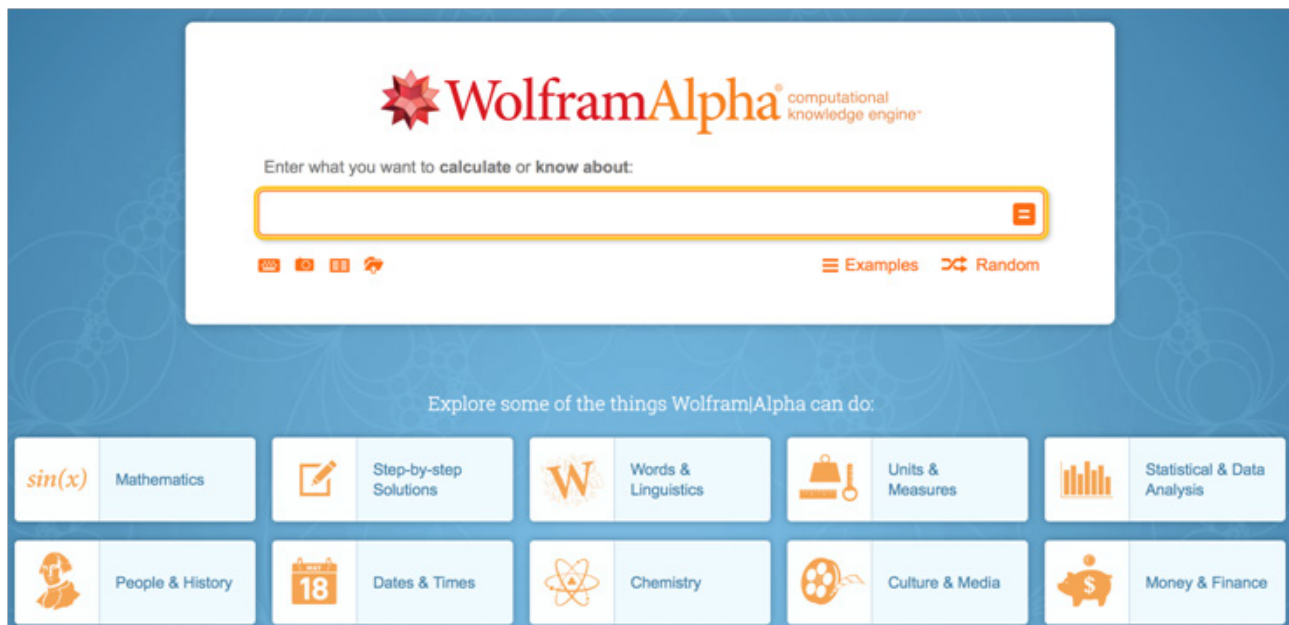 WolframAlpha® computational
knowledge engine™
Enter what you want to calculate or know about:
Examples Random
Explore some of the things Wolfram|Alpha can do:
sin(x) Mathematics
Step-by-step
Solutions
W Words &
Linguistics
Units &
Measures
Statistical & Data
Analysis
People & History
MAY
18
Dates & Times
Chemistry
Culture & Media
$ Money & Finance